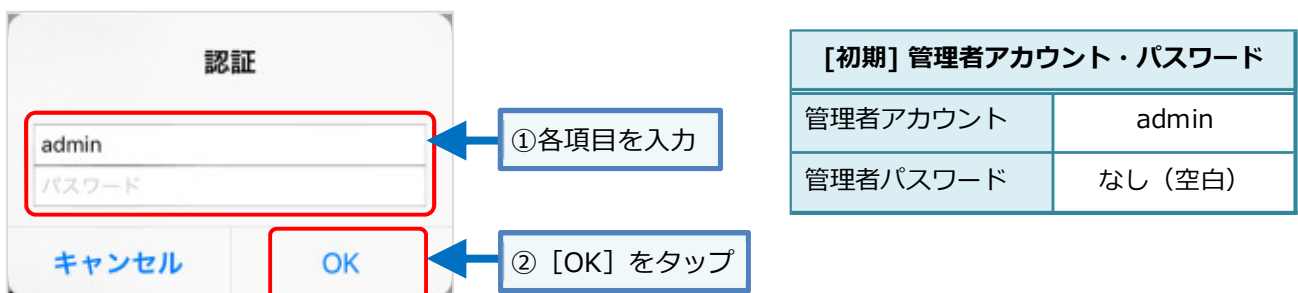 認証
admin
パスワード
キャンセル
OK
①各項目を入力
②［OK］をタップ
[初期] 管理者アカウント・パスワード
管理者アカウント admin
管理者パスワード なし（空白）